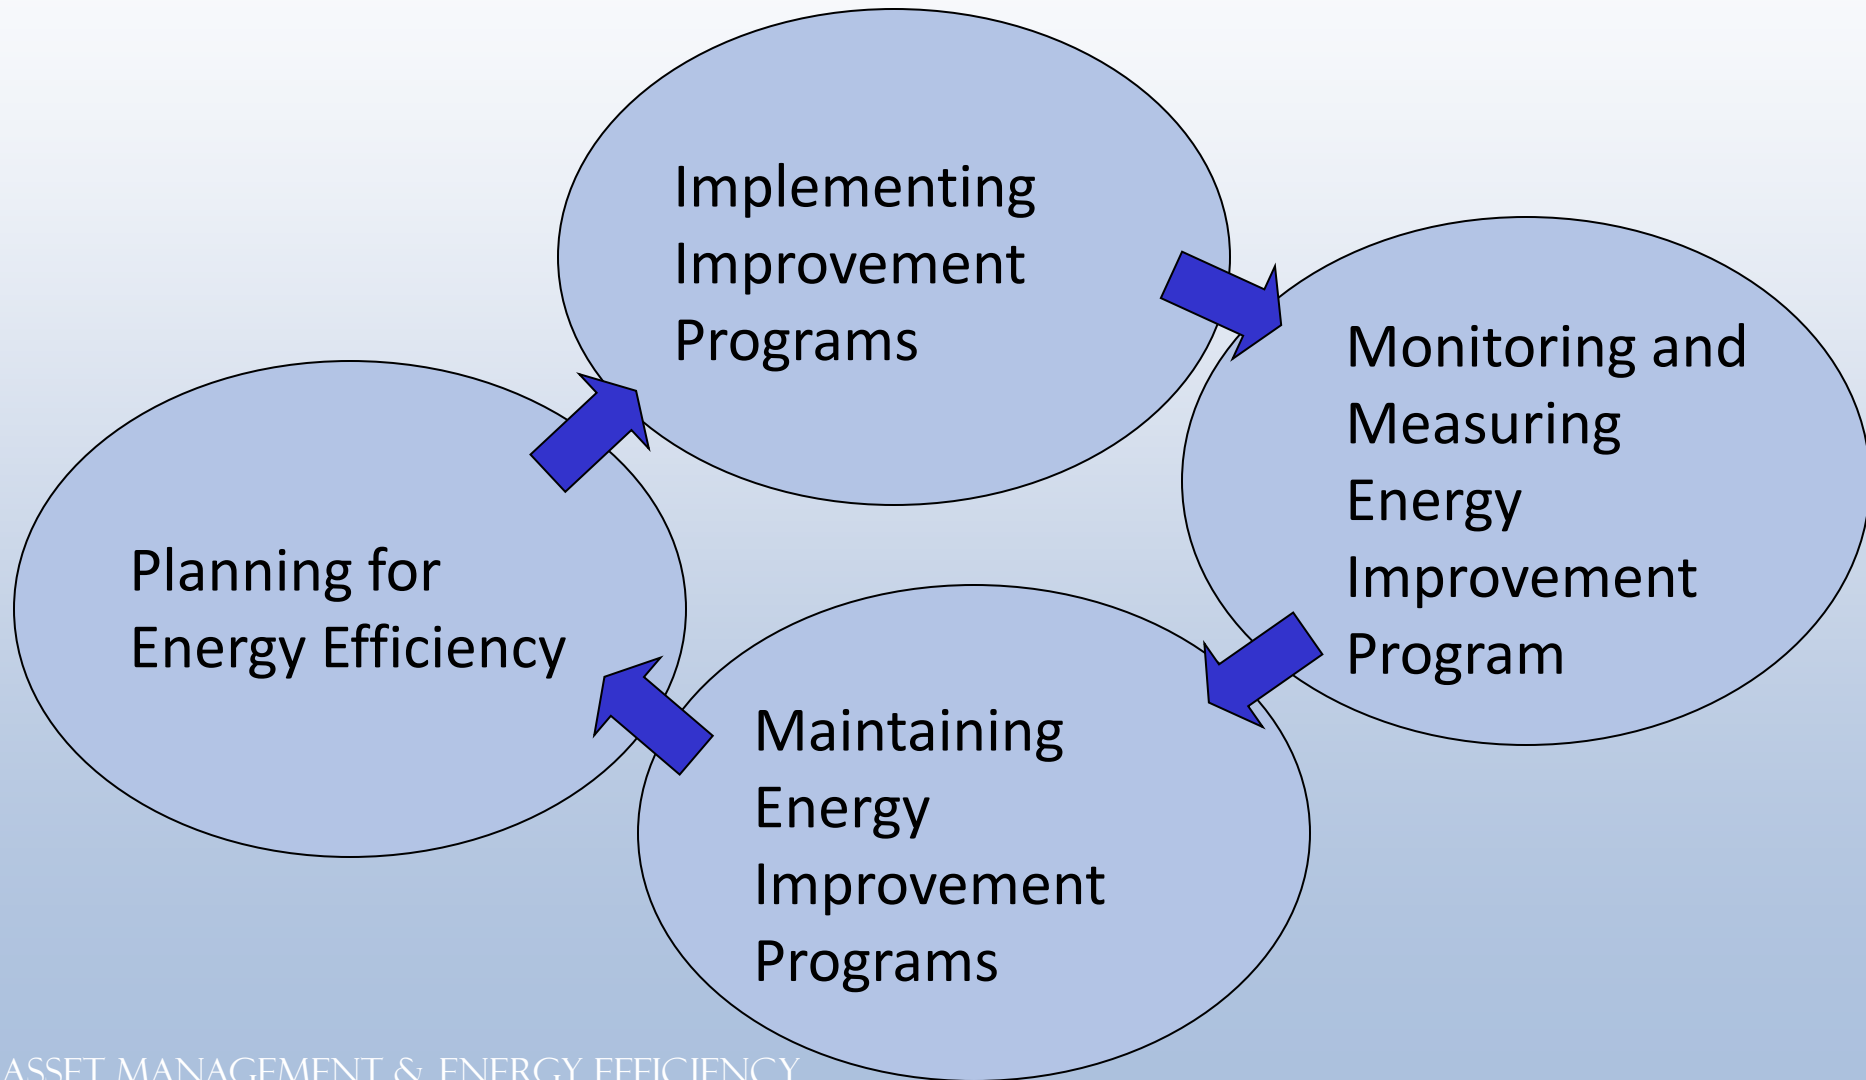 Implementing
Improvement
Programs
Monitoring and
Measuring
Energy
Improvement
Program
Planning for
Energy Efficiency
Maintaining
Energy
Improvement
Programs
ASSET MANAGEMENT & ENERGY EFFICIENCY